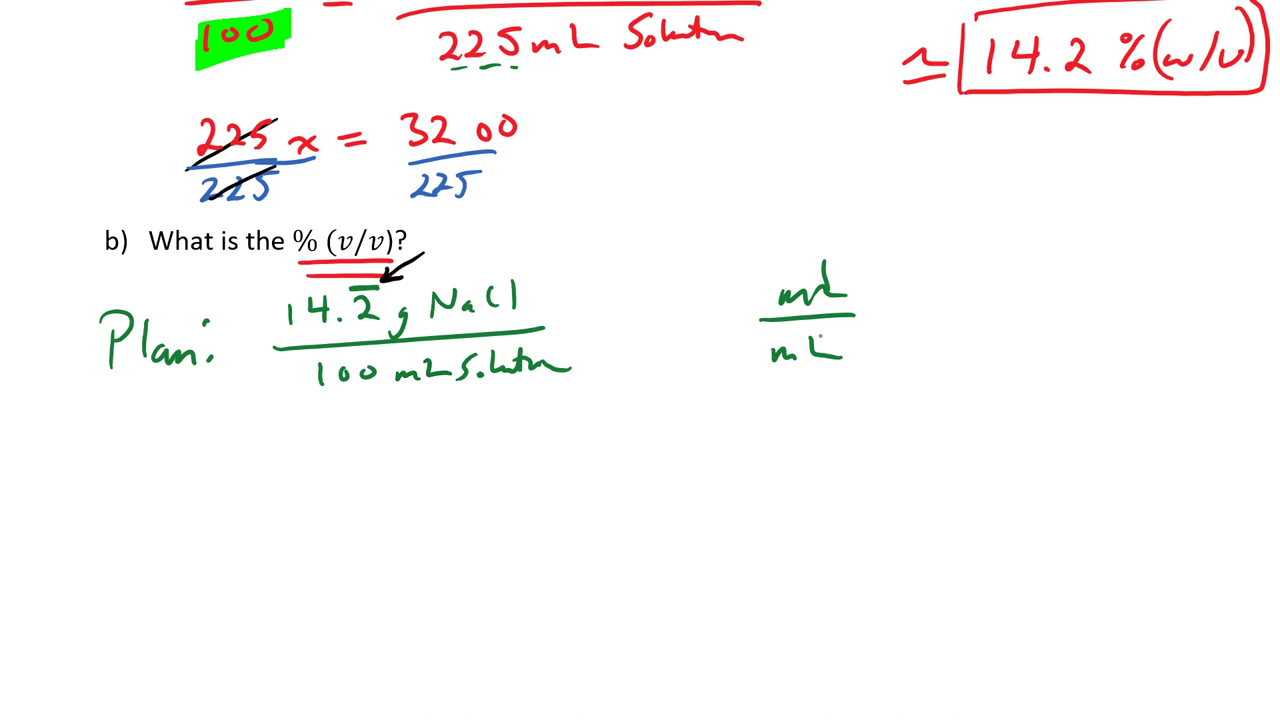 100 = 225 mL Solution
≃ 14.2 % (w/v)
225 x = 3200
225 225
b) What is the % (v/v)?
Plan: 14.2 g NaCl mL
100 mL Solution mL